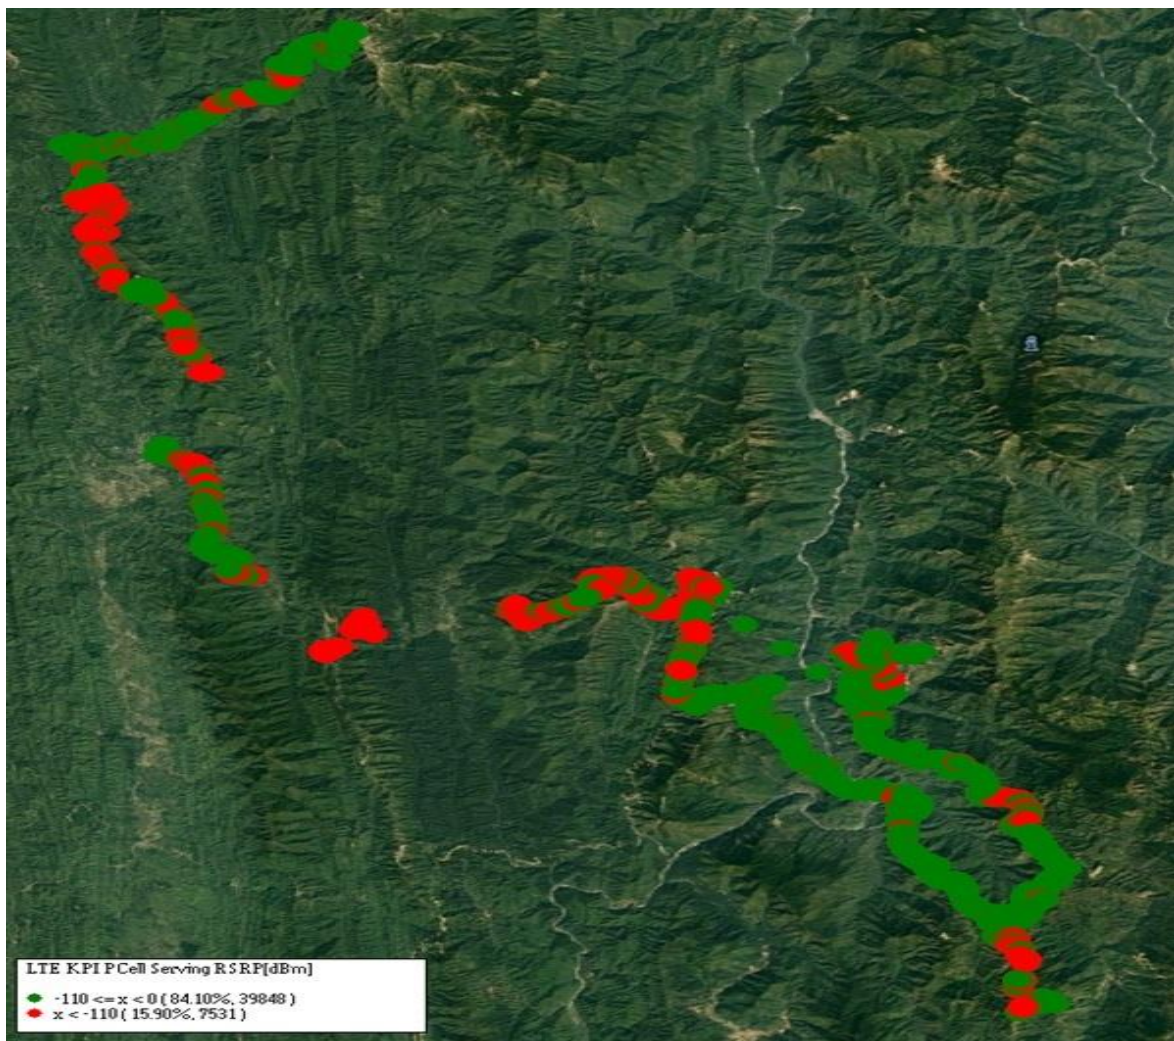 LTE KPI PCell Serving RSRP[dBm]
-110 <= x < 0 ( 84.10%, 39848 )
x < -110 ( 15.90%, 7531 )